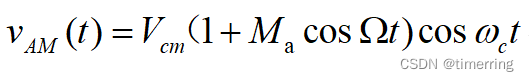 v_{AM}(t) = V_{cm}(1 + M_a cos Ωt) cos ω_c t
CSDN @timerring